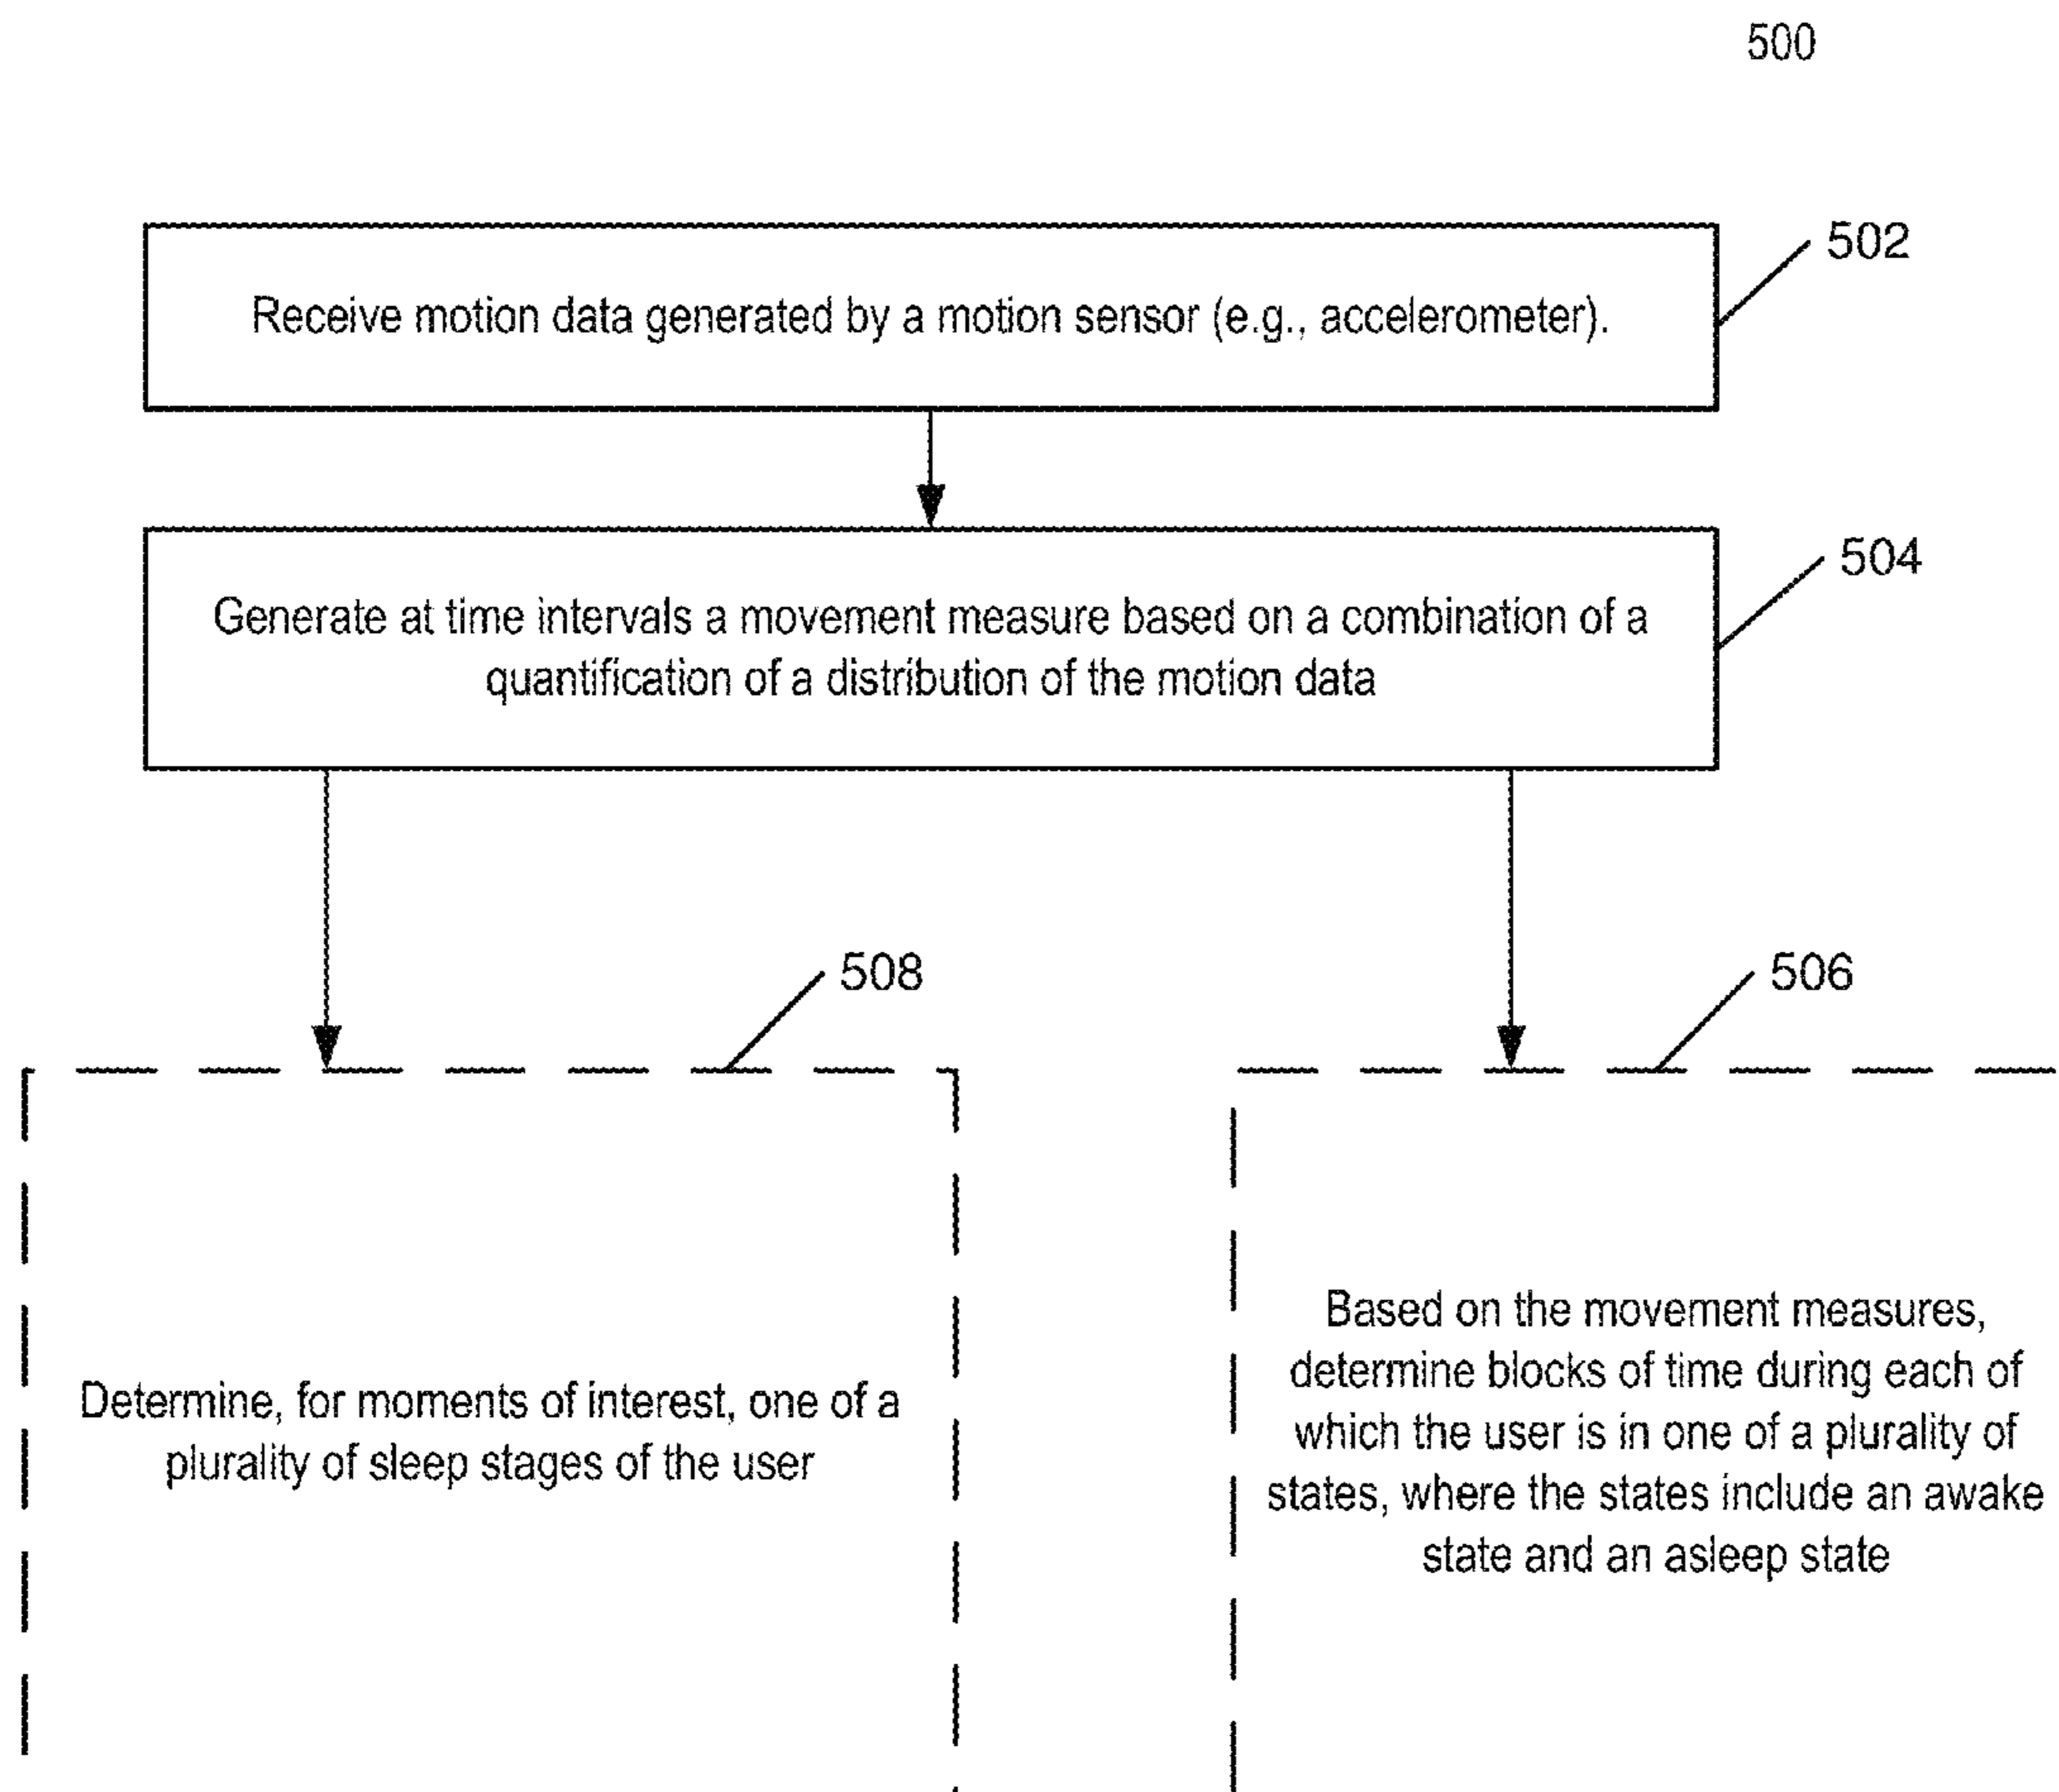 500
502
Receive motion data generated by a motion sensor (e.g., accelerometer).
504
Generate at time intervals a movement measure based on a combination of a
quantification of a distribution of the motion data
508
506
Determine, for moments of interest, one of a
plurality of sleep stages of the user
Based on the movement measures,
determine blocks of time during each of
which the user is in one of a plurality of
states, where the states include an awake
state and an asleep state